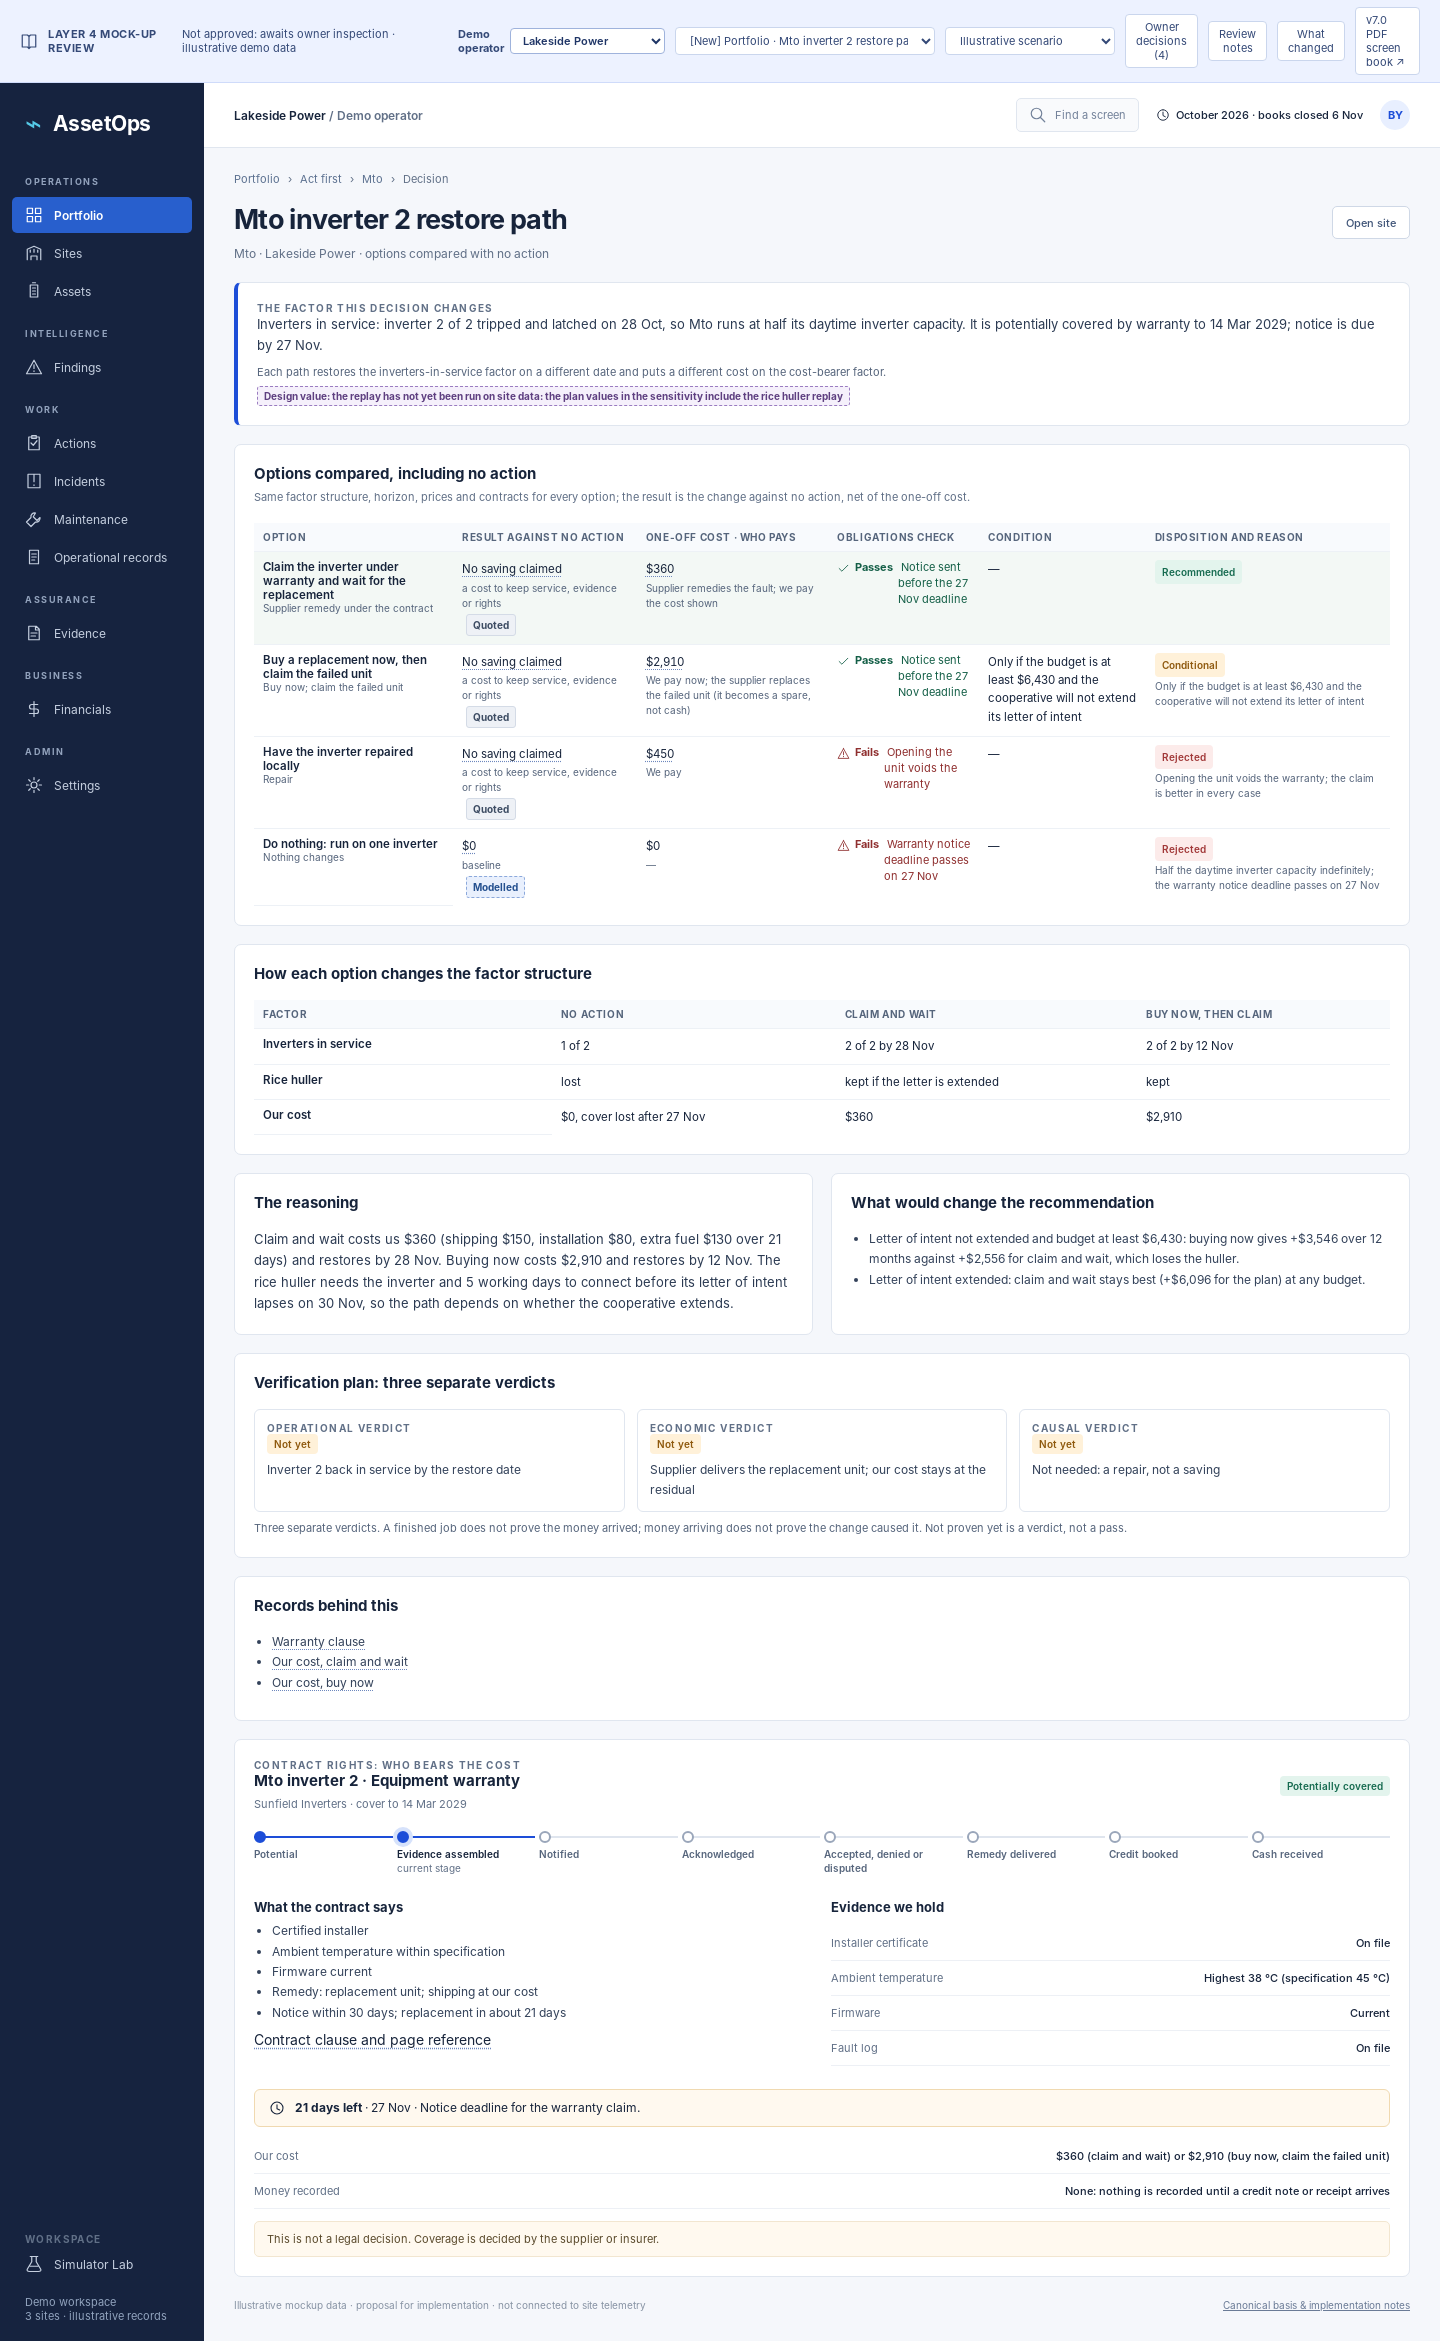 LAYER 4 MOCK-UP
REVIEW
Not approved: awaits owner inspection ·
illustrative demo data
Demo
operator
Lakeside Power
[New] Portfolio · Mto inverter 2 restore pa
Illustrative scenario
Owner
decisions
(4)
Review
notes
What
changed
v7.0
PDF
screen
book ↗
AssetOps
OPERATIONS
Portfolio
Sites
Assets
INTELLIGENCE
Findings
WORK
Actions
Incidents
Maintenance
Operational records
ASSURANCE
Evidence
BUSINESS
Financials
ADMIN
Settings
WORKSPACE
Simulator Lab
Demo workspace
3 sites · illustrative records
Lakeside Power / Demo operator
Find a screen
October 2026 · books closed 6 Nov
BY
Portfolio › Act first › Mto › Decision
Mto inverter 2 restore path
Open site
Mto · Lakeside Power · options compared with no action
THE FACTOR THIS DECISION CHANGES
Inverters in service: inverter 2 of 2 tripped and latched on 28 Oct, so Mto runs at half its daytime inverter capacity. It is potentially covered by warranty to 14 Mar 2029; notice is due
by 27 Nov.
Each path restores the inverters-in-service factor on a different date and puts a different cost on the cost-bearer factor.
Design value: the replay has not yet been run on site data: the plan values in the sensitivity include the rice huller replay
Options compared, including no action
Same factor structure, horizon, prices and contracts for every option; the result is the change against no action, net of the one-off cost.
OPTION RESULT AGAINST NO ACTION ONE-OFF COST · WHO PAYS OBLIGATIONS CHECK CONDITION DISPOSITION AND REASON
Claim the inverter under
warranty and wait for the
replacement
Supplier remedy under the contract
No saving claimed
a cost to keep service, evidence
or rights
Quoted
$360
Supplier remedies the fault; we pay
the cost shown
Passes Notice sent
before the 27
Nov deadline
—
Recommended
Buy a replacement now, then
claim the failed unit
Buy now; claim the failed unit
No saving claimed
a cost to keep service, evidence
or rights
Quoted
$2,910
We pay now; the supplier replaces
the failed unit (it becomes a spare,
not cash)
Passes Notice sent
before the 27
Nov deadline
Only if the budget is at
least $6,430 and the
cooperative will not extend
its letter of intent
Conditional
Only if the budget is at least $6,430 and the
cooperative will not extend its letter of intent
Have the inverter repaired
locally
Repair
No saving claimed
a cost to keep service, evidence
or rights
Quoted
$450
We pay
Fails Opening the
unit voids the
warranty
—
Rejected
Opening the unit voids the warranty; the claim
is better in every case
Do nothing: run on one inverter
Nothing changes
$0
baseline
Modelled
$0
—
Fails Warranty notice
deadline passes
on 27 Nov
—
Rejected
Half the daytime inverter capacity indefinitely;
the warranty notice deadline passes on 27 Nov
How each option changes the factor structure
FACTOR NO ACTION CLAIM AND WAIT BUY NOW, THEN CLAIM
Inverters in service 1 of 2 2 of 2 by 28 Nov 2 of 2 by 12 Nov
Rice huller lost kept if the letter is extended kept
Our cost $0, cover lost after 27 Nov $360 $2,910
The reasoning
Claim and wait costs us $360 (shipping $150, installation $80, extra fuel $130 over 21
days) and restores by 28 Nov. Buying now costs $2,910 and restores by 12 Nov. The
rice huller needs the inverter and 5 working days to connect before its letter of intent
lapses on 30 Nov, so the path depends on whether the cooperative extends.
What would change the recommendation
• Letter of intent not extended and budget at least $6,430: buying now gives +$3,546 over 12
months against +$2,556 for claim and wait, which loses the huller.
• Letter of intent extended: claim and wait stays best (+$6,096 for the plan) at any budget.
Verification plan: three separate verdicts
OPERATIONAL VERDICT
Not yet
Inverter 2 back in service by the restore date
ECONOMIC VERDICT
Not yet
Supplier delivers the replacement unit; our cost stays at the
residual
CAUSAL VERDICT
Not yet
Not needed: a repair, not a saving
Three separate verdicts. A finished job does not prove the money arrived; money arriving does not prove the change caused it. Not proven yet is a verdict, not a pass.
Records behind this
• Warranty clause
• Our cost, claim and wait
• Our cost, buy now
CONTRACT RIGHTS: WHO BEARS THE COST
Mto inverter 2 · Equipment warranty
Sunfield Inverters · cover to 14 Mar 2029
Potentially covered
Potential
Evidence assembled
current stage
Notified
Acknowledged
Accepted, denied or
disputed
Remedy delivered
Credit booked
Cash received
What the contract says
• Certified installer
• Ambient temperature within specification
• Firmware current
• Remedy: replacement unit; shipping at our cost
• Notice within 30 days; replacement in about 21 days
Contract clause and page reference
Evidence we hold
Installer certificate On file
Ambient temperature Highest 38 °C (specification 45 °C)
Firmware Current
Fault log On file
21 days left · 27 Nov · Notice deadline for the warranty claim.
Our cost $360 (claim and wait) or $2,910 (buy now, claim the failed unit)
Money recorded None: nothing is recorded until a credit note or receipt arrives
This is not a legal decision. Coverage is decided by the supplier or insurer.
Illustrative mockup data · proposal for implementation · not connected to site telemetry
Canonical basis & implementation notes